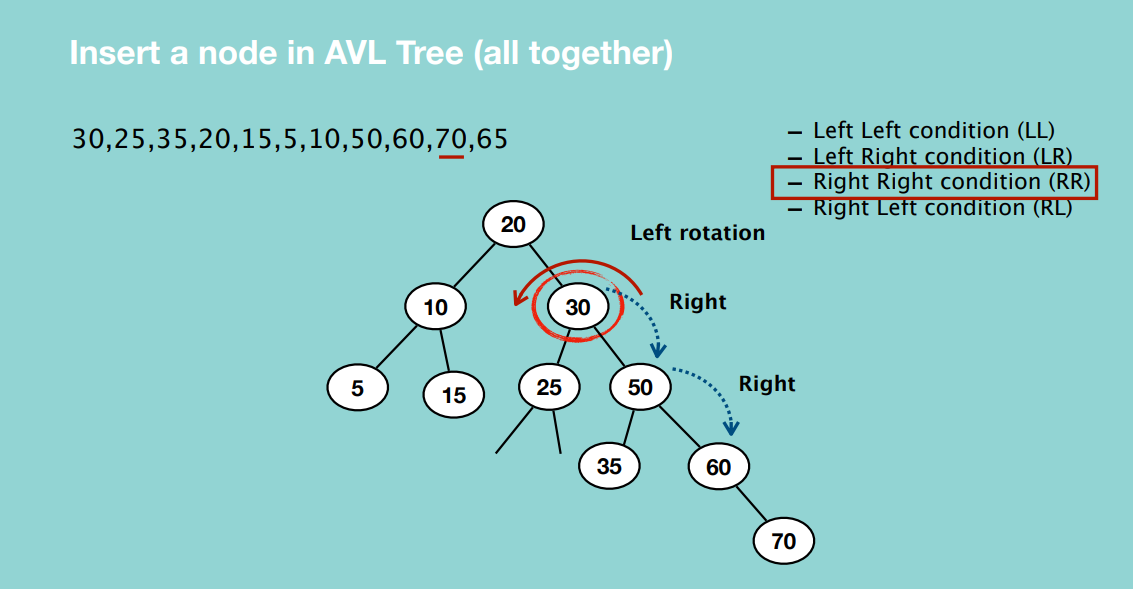 Insert a node in AVL Tree (all together)
30,25,35,20,15,5,10,50,60,70,65
– Left Left condition (LL)
– Left Right condition (LR)
– Right Right condition (RR)
– Right Left condition (RL)
20
Left rotation
10
30
Right
5
15
25
50
Right
35
60
70